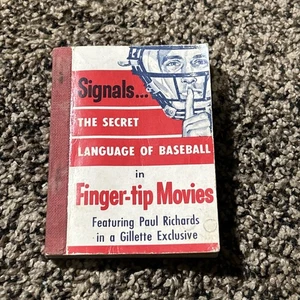 Signals...
THE SECRET
LANGUAGE OF BASEBALL
in
Finger-tip Movies
Featuring Paul Richards
in a Gillette Exclusive